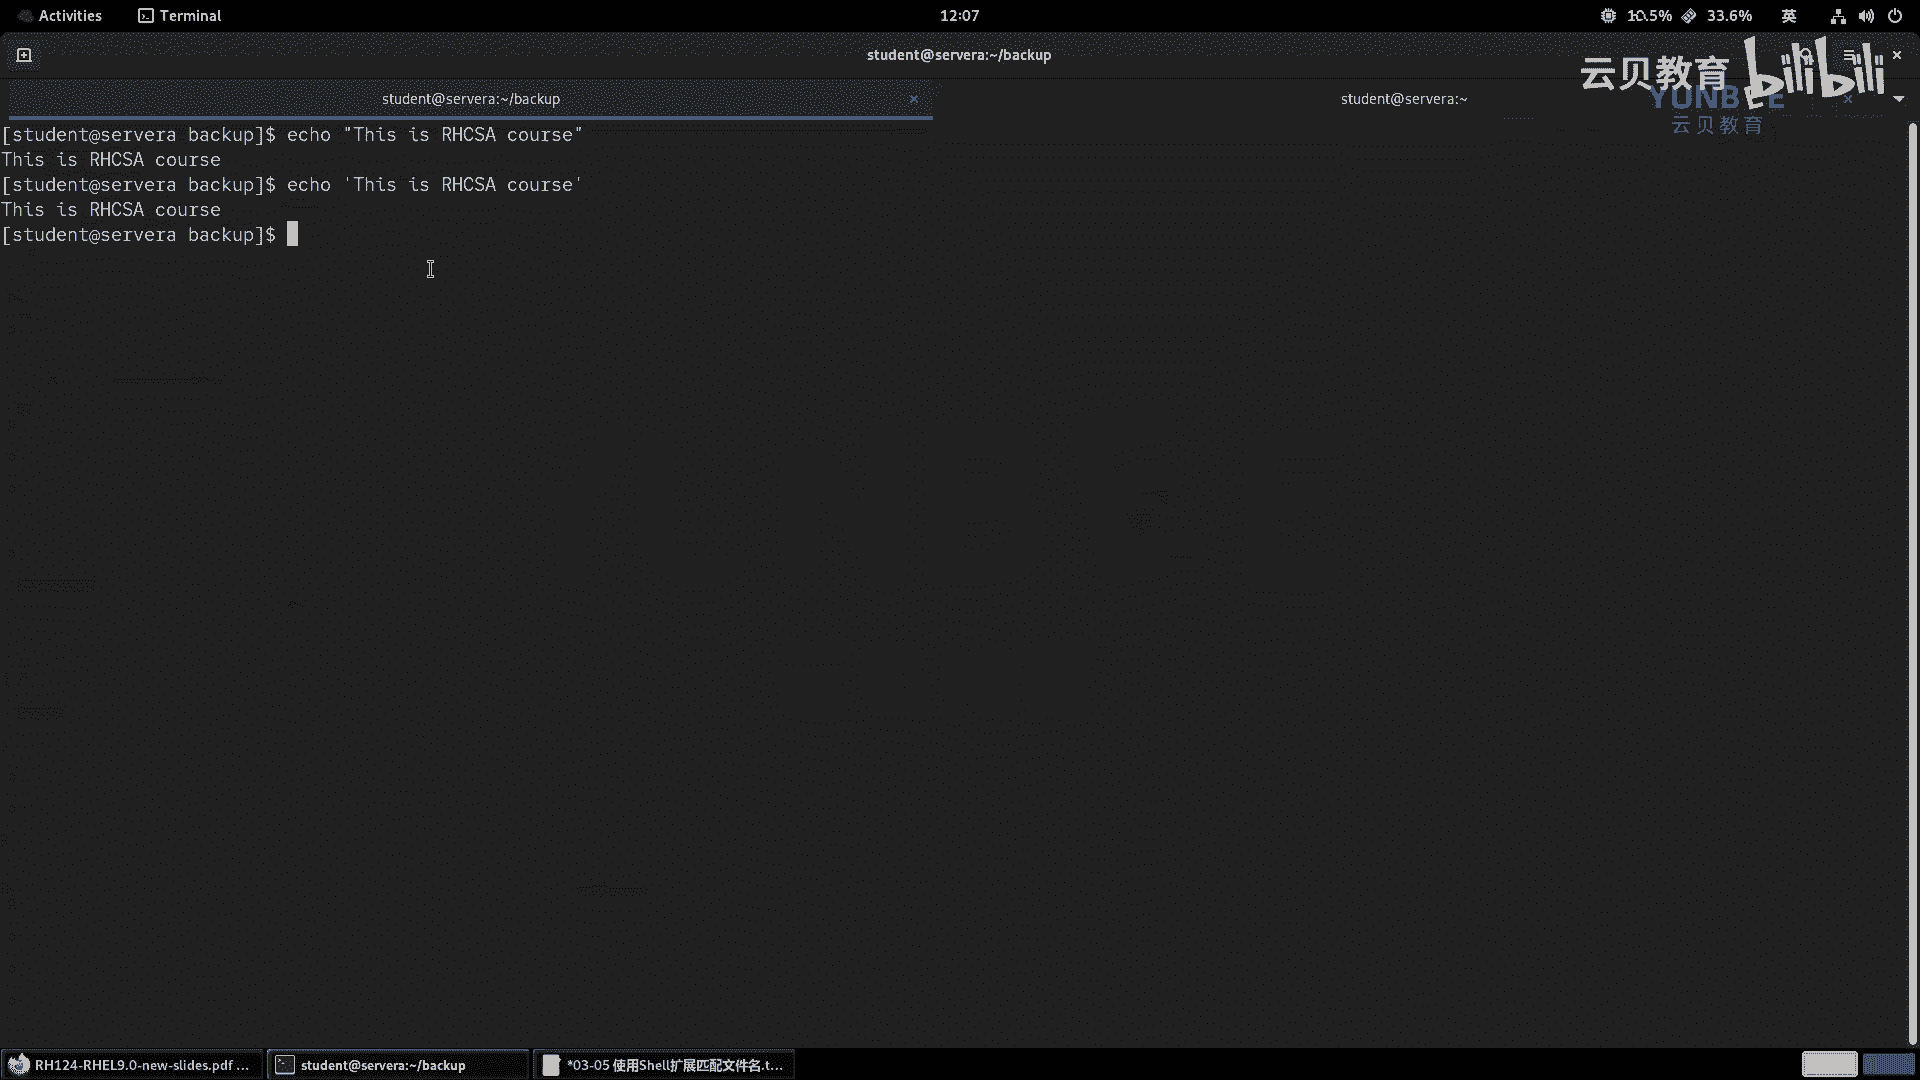 Activities
Terminal
12:07
10.5%
33.6%
英
student@servera:~/backup
云贝教育 bilibili
student@servera:~/backup
student@servera:~
云贝教育
[student@servera backup]$ echo "This is RHCSA course"
This is RHCSA course
[student@servera backup]$ echo 'This is RHCSA course'
This is RHCSA course
[student@servera backup]$
RH124-RHEL9.0-new-slides.pdf ...
student@servera:~/backup
*03-05 使用Shell扩展匹配文件名.t...